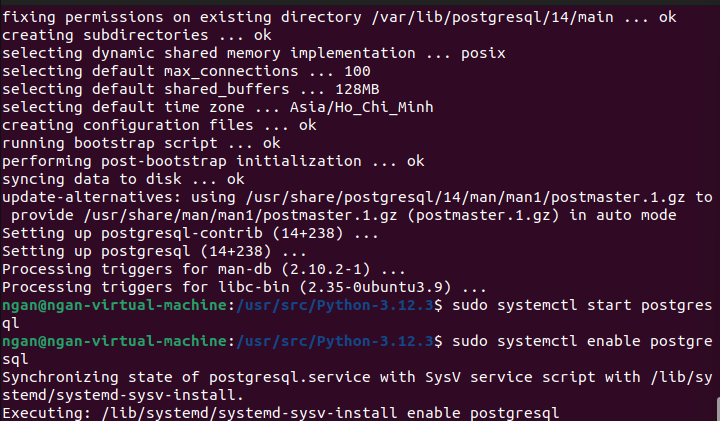 fixing permissions on existing directory /var/lib/postgresql/14/main ... ok
creating subdirectories ... ok
selecting dynamic shared memory implementation ... posix
selecting default max_connections ... 100
selecting default shared_buffers ... 128MB
selecting default time zone ... Asia/Ho_Chi_Minh
creating configuration files ... ok
running bootstrap script ... ok
performing post-bootstrap initialization ... ok
syncing data to disk ... ok
update-alternatives: using /usr/share/postgresql/14/man/man1/postmaster.1.gz to
 provide /usr/share/man/man1/postmaster.1.gz (postmaster.1.gz) in auto mode
Setting up postgresql-contrib (14+238) ...
Setting up postgresql (14+238) ...
Processing triggers for man-db (2.10.2-1) ...
Processing triggers for libc-bin (2.35-0ubuntu3.9) ...
ngan@ngan-virtual-machine:/usr/src/Python-3.12.3$ sudo systemctl start postgres
ql
ngan@ngan-virtual-machine:/usr/src/Python-3.12.3$ sudo systemctl enable postgre
sql
Synchronizing state of postgresql.service with SysV service script with /lib/sy
stemd/systemd-sysv-install.
Executing: /lib/systemd/systemd-sysv-install enable postgresql